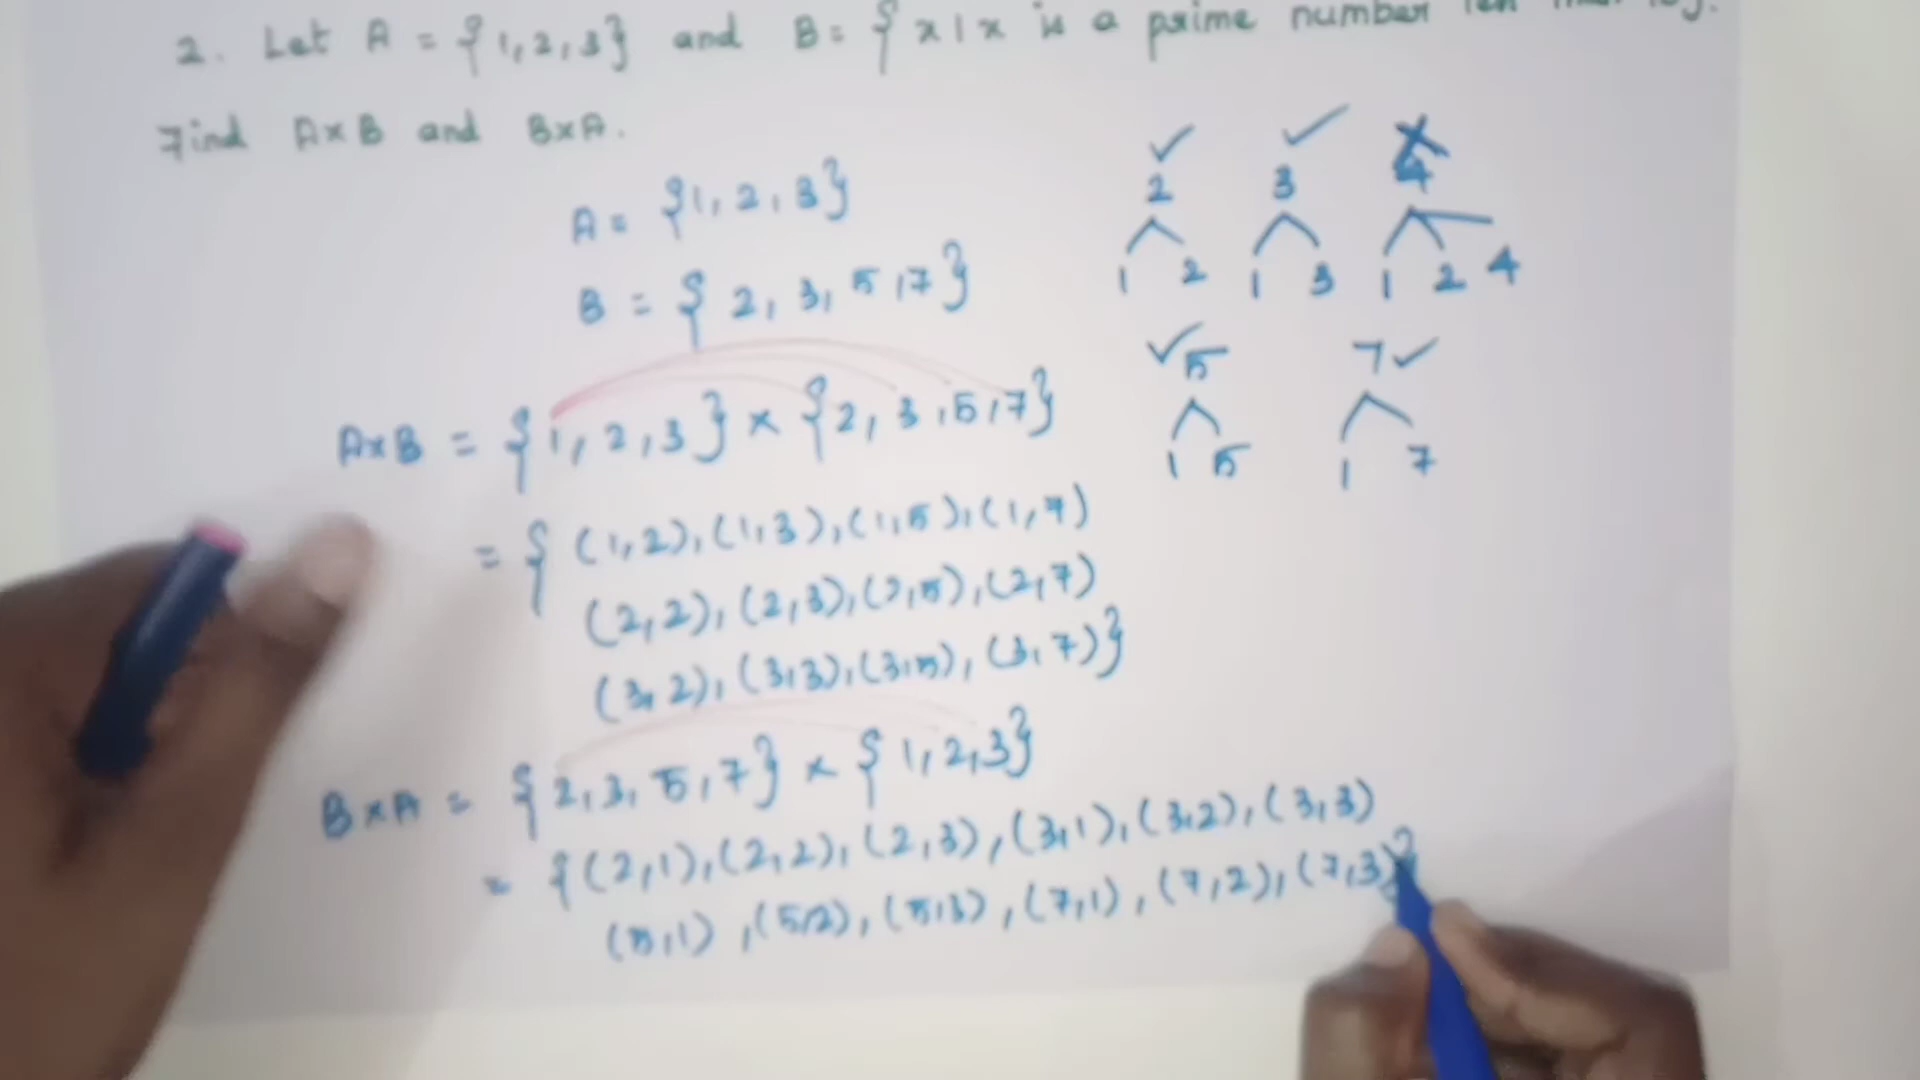 2. Let A = {1,2,3} and B = {x | x is a prime number
Find A×B and B×A.
A = {1, 2, 3}
B = {2, 3, 5, 7}
A×B = {1, 2, 3} × {2, 3, 5, 7}
= {(1,2), (1,3), (1,5), (1,7)
(2,2), (2,3), (2,5), (2,7)
(3,2), (3,3), (3,5), (3,7)}
B×A = {2, 3, 5, 7} × {1, 2, 3}
= {(2,1), (2,2), (2,3), (3,1), (3,2), (3,3)
(5,1), (5,2), (5,3), (7,1), (7,2), (7,3)}
✓ ✓ ×
2 3 4
1 2 1 3 1 2 4
✓5 7✓
1 5 1 7